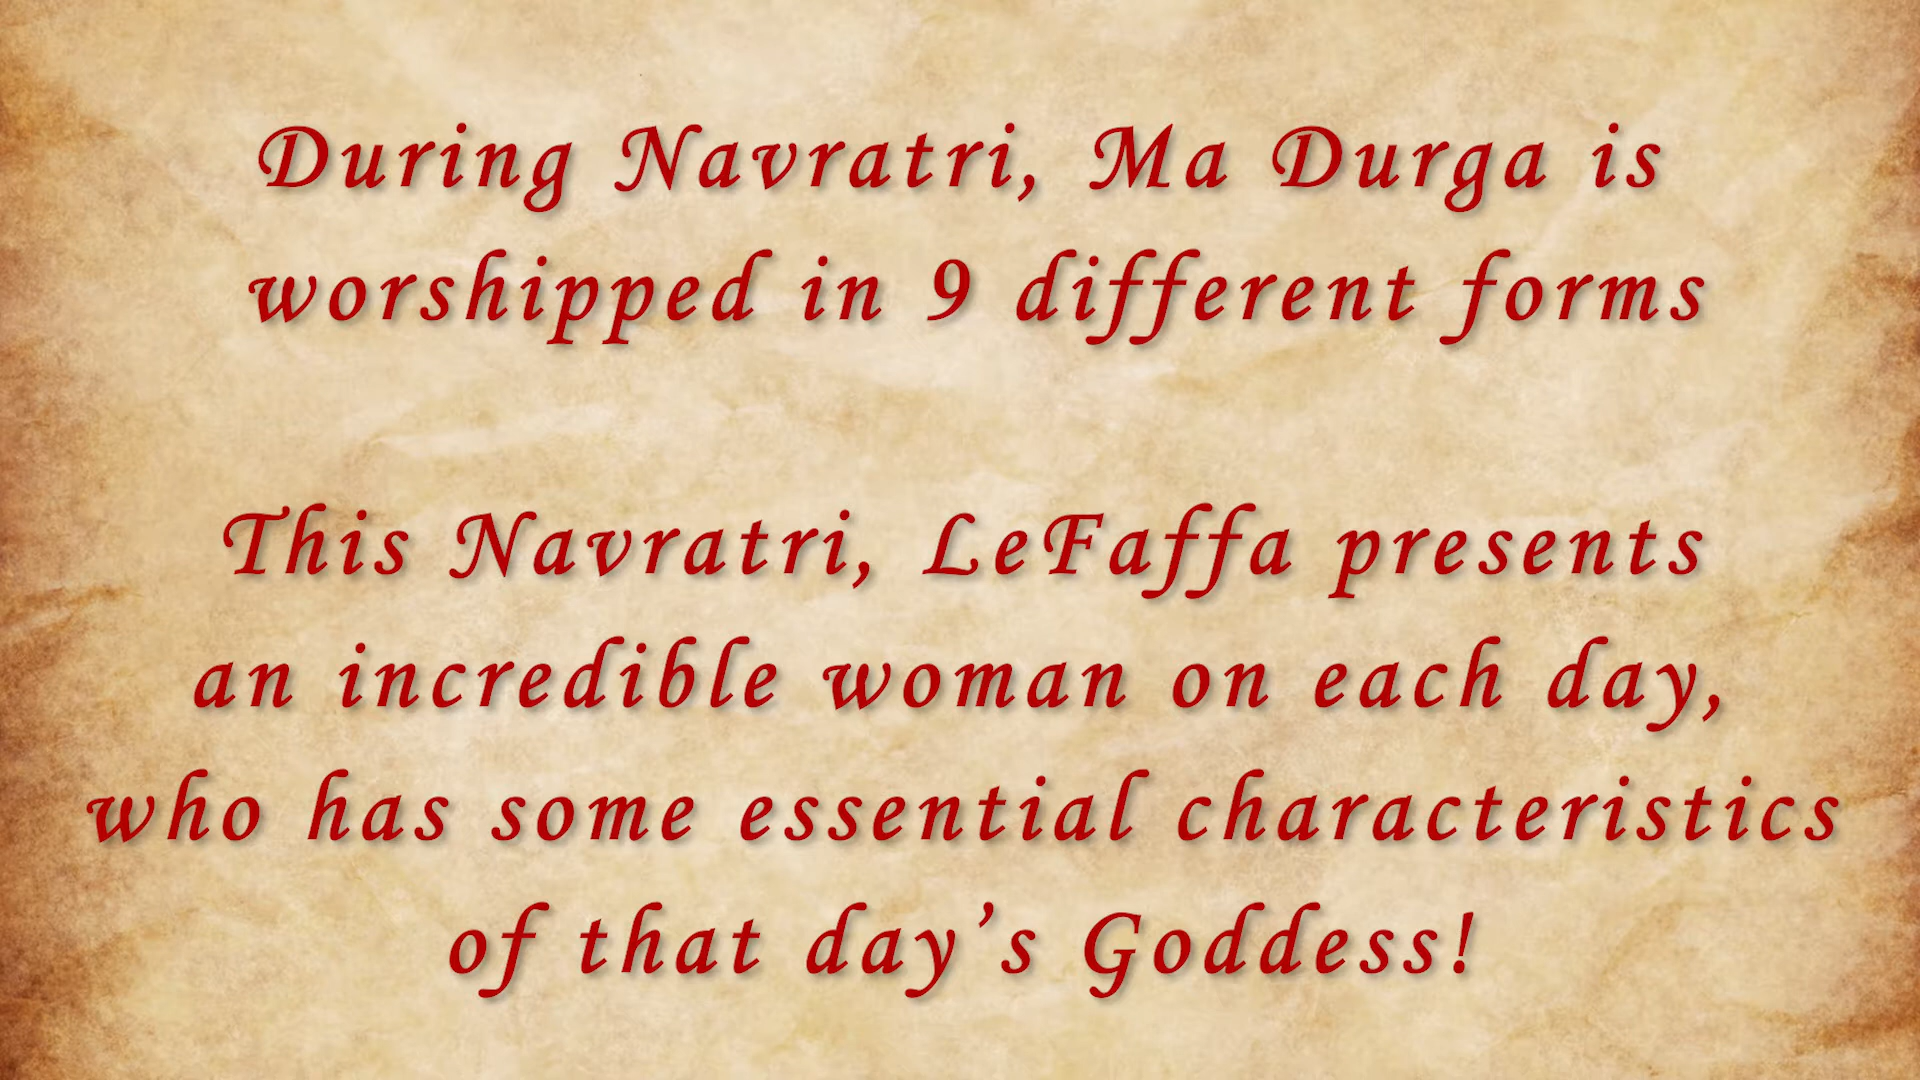 During Navratri, Ma Durga is
worshipped in 9 different forms
This Navratri, LeFaffa presents
an incredible woman on each day,
who has some essential characteristics
of that day’s Goddess!